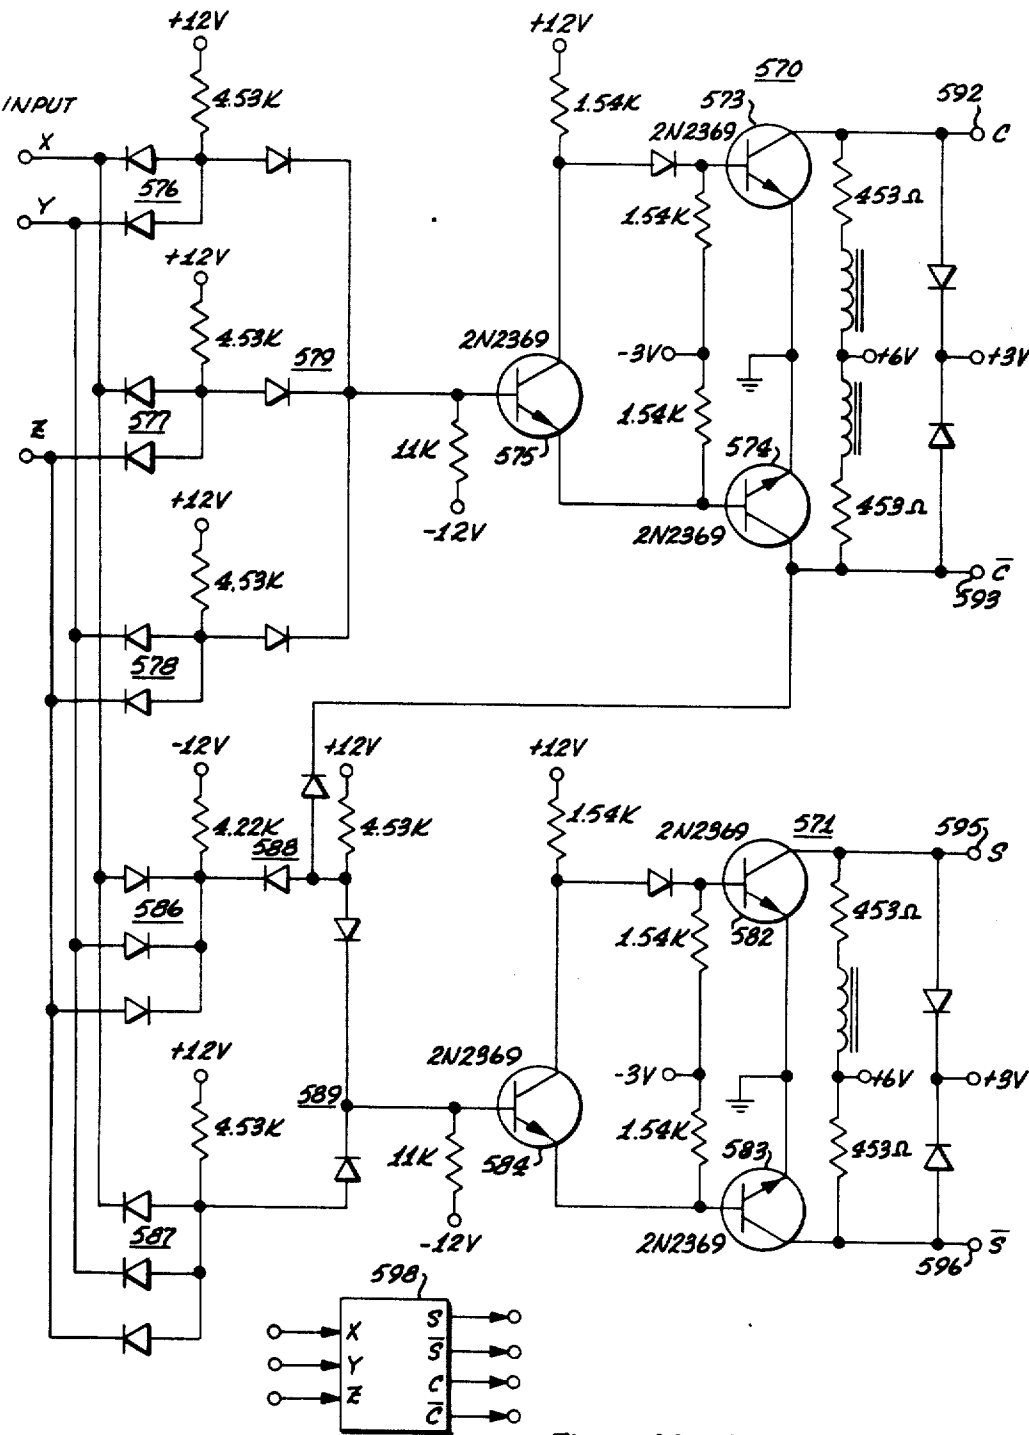 +12V
+12V
570
4.53K
1.54K
573
592
INPUT
2N2369
X
C
576
453Ω
Y
1.54K
+12V
4.53K
579
2N2369
-3V
+6V
+3V
577
1.54K
Z
11K
575
574
453Ω
+12V
-12V
2N2369
C̅
4.53K
593
578
-12V
+12V
+12V
1.54K
4.22K
4.53K
2N2369
571
595
588
S
586
453Ω
1.54K
582
+12V
2N2369
-3V
+6V
+3V
589
4.53K
1.54K
11K
584
583
453Ω
587
-12V
2N2369
S̅
596
598
S
X
S̅
Y
C
Z
C̅